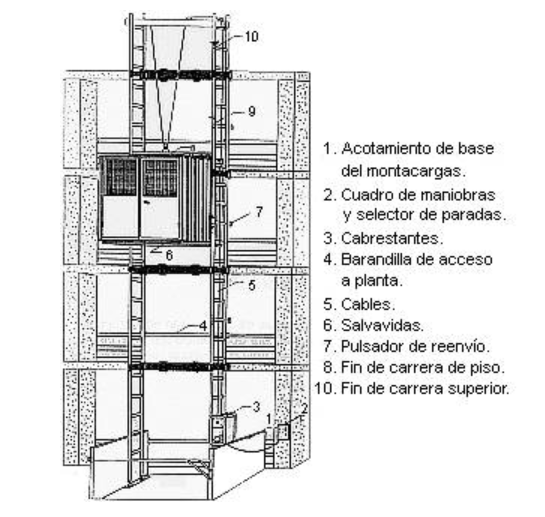 10
9
8
7
6
5
4
3
1
2
1. Acotamiento de base
del montacargas.
2. Cuadro de maniobras
y selector de paradas.
3. Cabrestantes.
4. Barandilla de acceso
a planta.
5. Cables.
6. Salvavidas.
7. Pulsador de reenvío.
8. Fin de carrera de piso.
10. Fin de carrera superior.